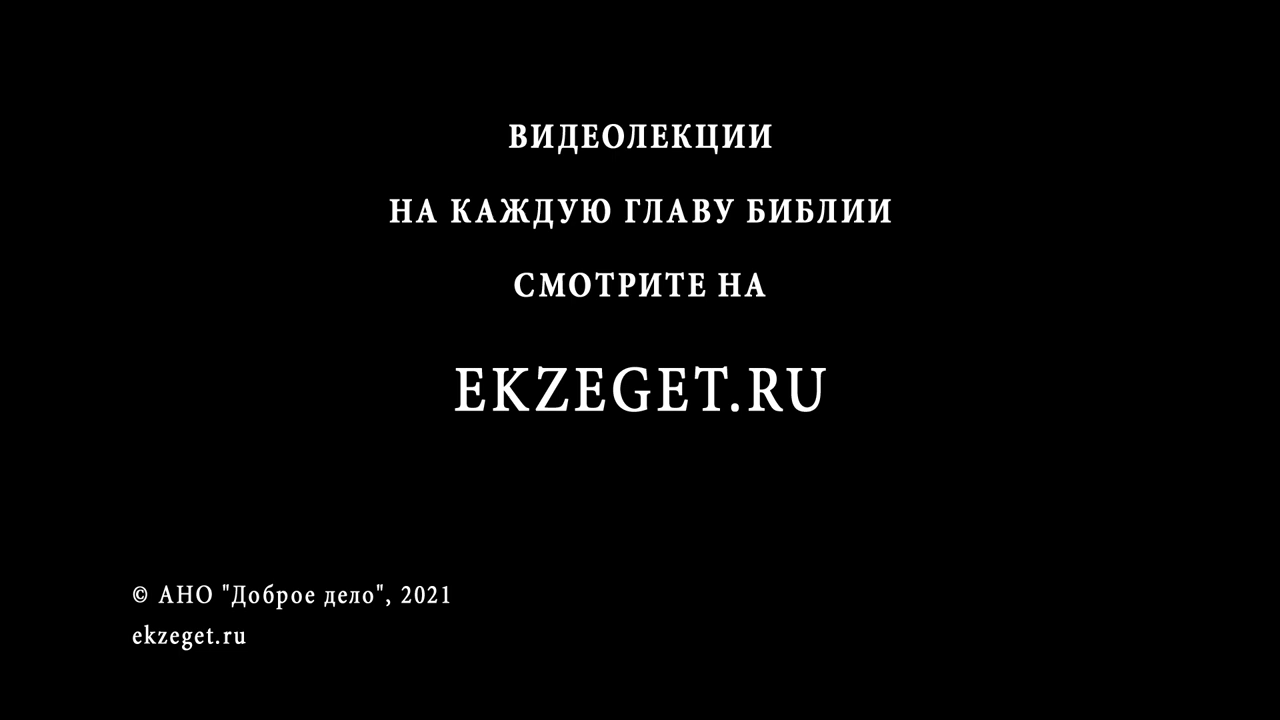 ВИДЕОЛЕКЦИИ
НА КАЖДУЮ ГЛАВУ БИБЛИИ
СМОТРИТЕ НА
EKZEGET.RU
© АНО "Доброе дело", 2021
ekzeget.ru